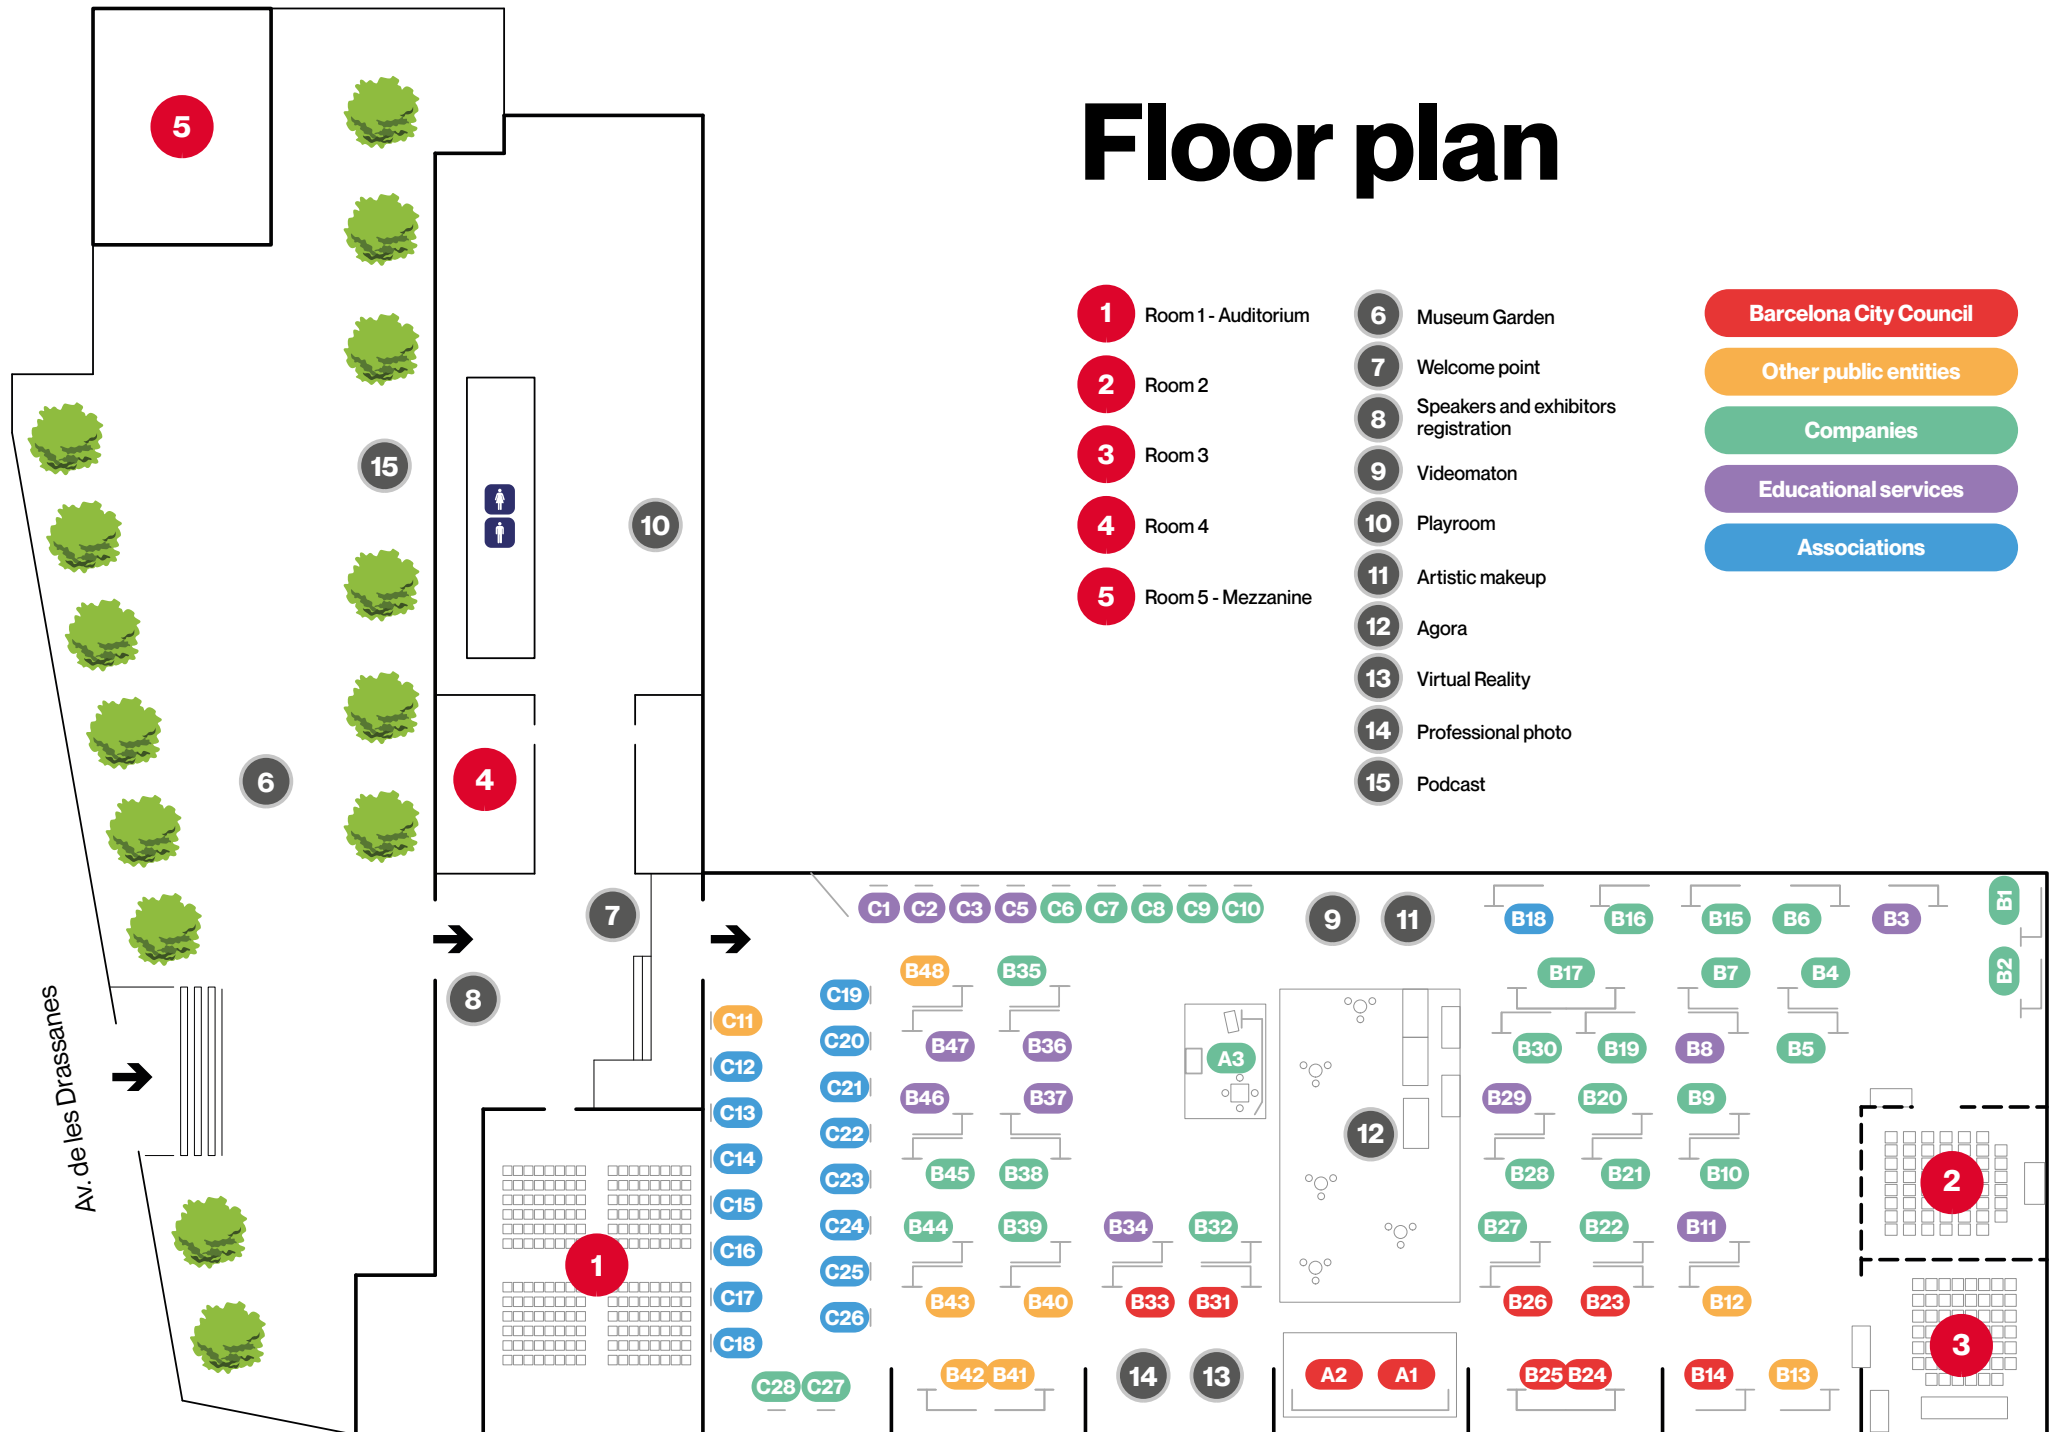 Floor plan
1 Room 1 - Auditorium
2 Room 2
3 Room 3
4 Room 4
5 Room 5 - Mezzanine
6 Museum Garden
7 Welcome point
8 Speakers and exhibitors
registration
9 Videomaton
10 Playroom
11 Artistic makeup
12 Agora
13 Virtual Reality
14 Professional photo
15 Podcast
Barcelona City Council
Other public entities
Companies
Educational services
Associations
5
15
10
6
4
7
8
Av. de les Drassanes
1
C1 C2 C3 C5 C6 C7 C8 C9 C10
9 11
B18 B16 B15 B6 B3 B1
B48 B35 B17 B7 B4 B2
C19
C11
C20 B47 B36 A3 B30 B19 B8 B5
C12
C21 B46 B37 B29 B20 B9
C13
C22 12
C14
C23 B45 B38 B28 B21 B10 2
C15
C24 B44 B39 B34 B32 B27 B22 B11
C16
C25
C17 B43 B40 B33 B31 B26 B23 B12
C26
C18 3
C28 C27 B42 B41 14 13 A2 A1 B25 B24 B14 B13